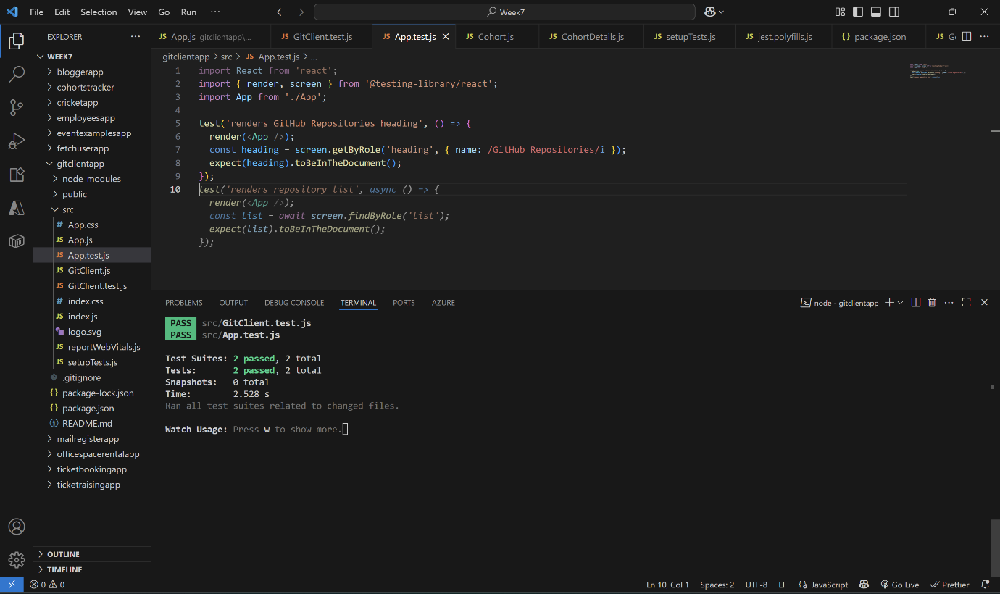 File Edit Selection View Go Run ···
Week7
EXPLORER ···
WEEK7
bloggerapp
cohortstracker
cricketapp
employeesapp
eventexamplesapp
fetchuserapp
gitclientapp
node_modules
public
src
# App.css
JS App.js
JS App.test.js
JS GitClient.js
JS GitClient.test.js
# index.css
JS index.js
logo.svg
JS reportWebVitals.js
JS setupTests.js
.gitignore
{} package-lock.json
{} package.json
README.md
mailregisterapp
officespacerentalapp
ticketbookingapp
ticketraisingapp
OUTLINE
TIMELINE
JS App.js gitclientapp\... JS GitClient.test.js JS App.test.js JS Cohort.js JS CohortDetails.js JS setupTests.js JS jest.polyfills.js {} package.json JS ···
gitclientapp > src > JS App.test.js > ...
1 import React from 'react';
2 import { render, screen } from '@testing-library/react';
3 import App from './App';
4
5 test('renders GitHub Repositories heading', () => {
6 render(<App />);
7 const heading = screen.getByRole('heading', { name: /GitHub Repositories/i });
8 expect(heading).toBeInTheDocument();
9 });
10 test('renders repository list', async () => {
render(<App />);
const list = await screen.findByRole('list');
expect(list).toBeInTheDocument();
});
PROBLEMS OUTPUT DEBUG CONSOLE TERMINAL PORTS AZURE
node - gitclientapp
PASS src/GitClient.test.js
PASS src/App.test.js
Test Suites: 2 passed, 2 total
Tests: 2 passed, 2 total
Snapshots: 0 total
Time: 2.528 s
Ran all test suites related to changed files.
Watch Usage: Press w to show more.
0 0
Ln 10, Col 1 Spaces: 2 UTF-8 LF {} JavaScript Go Live Prettier